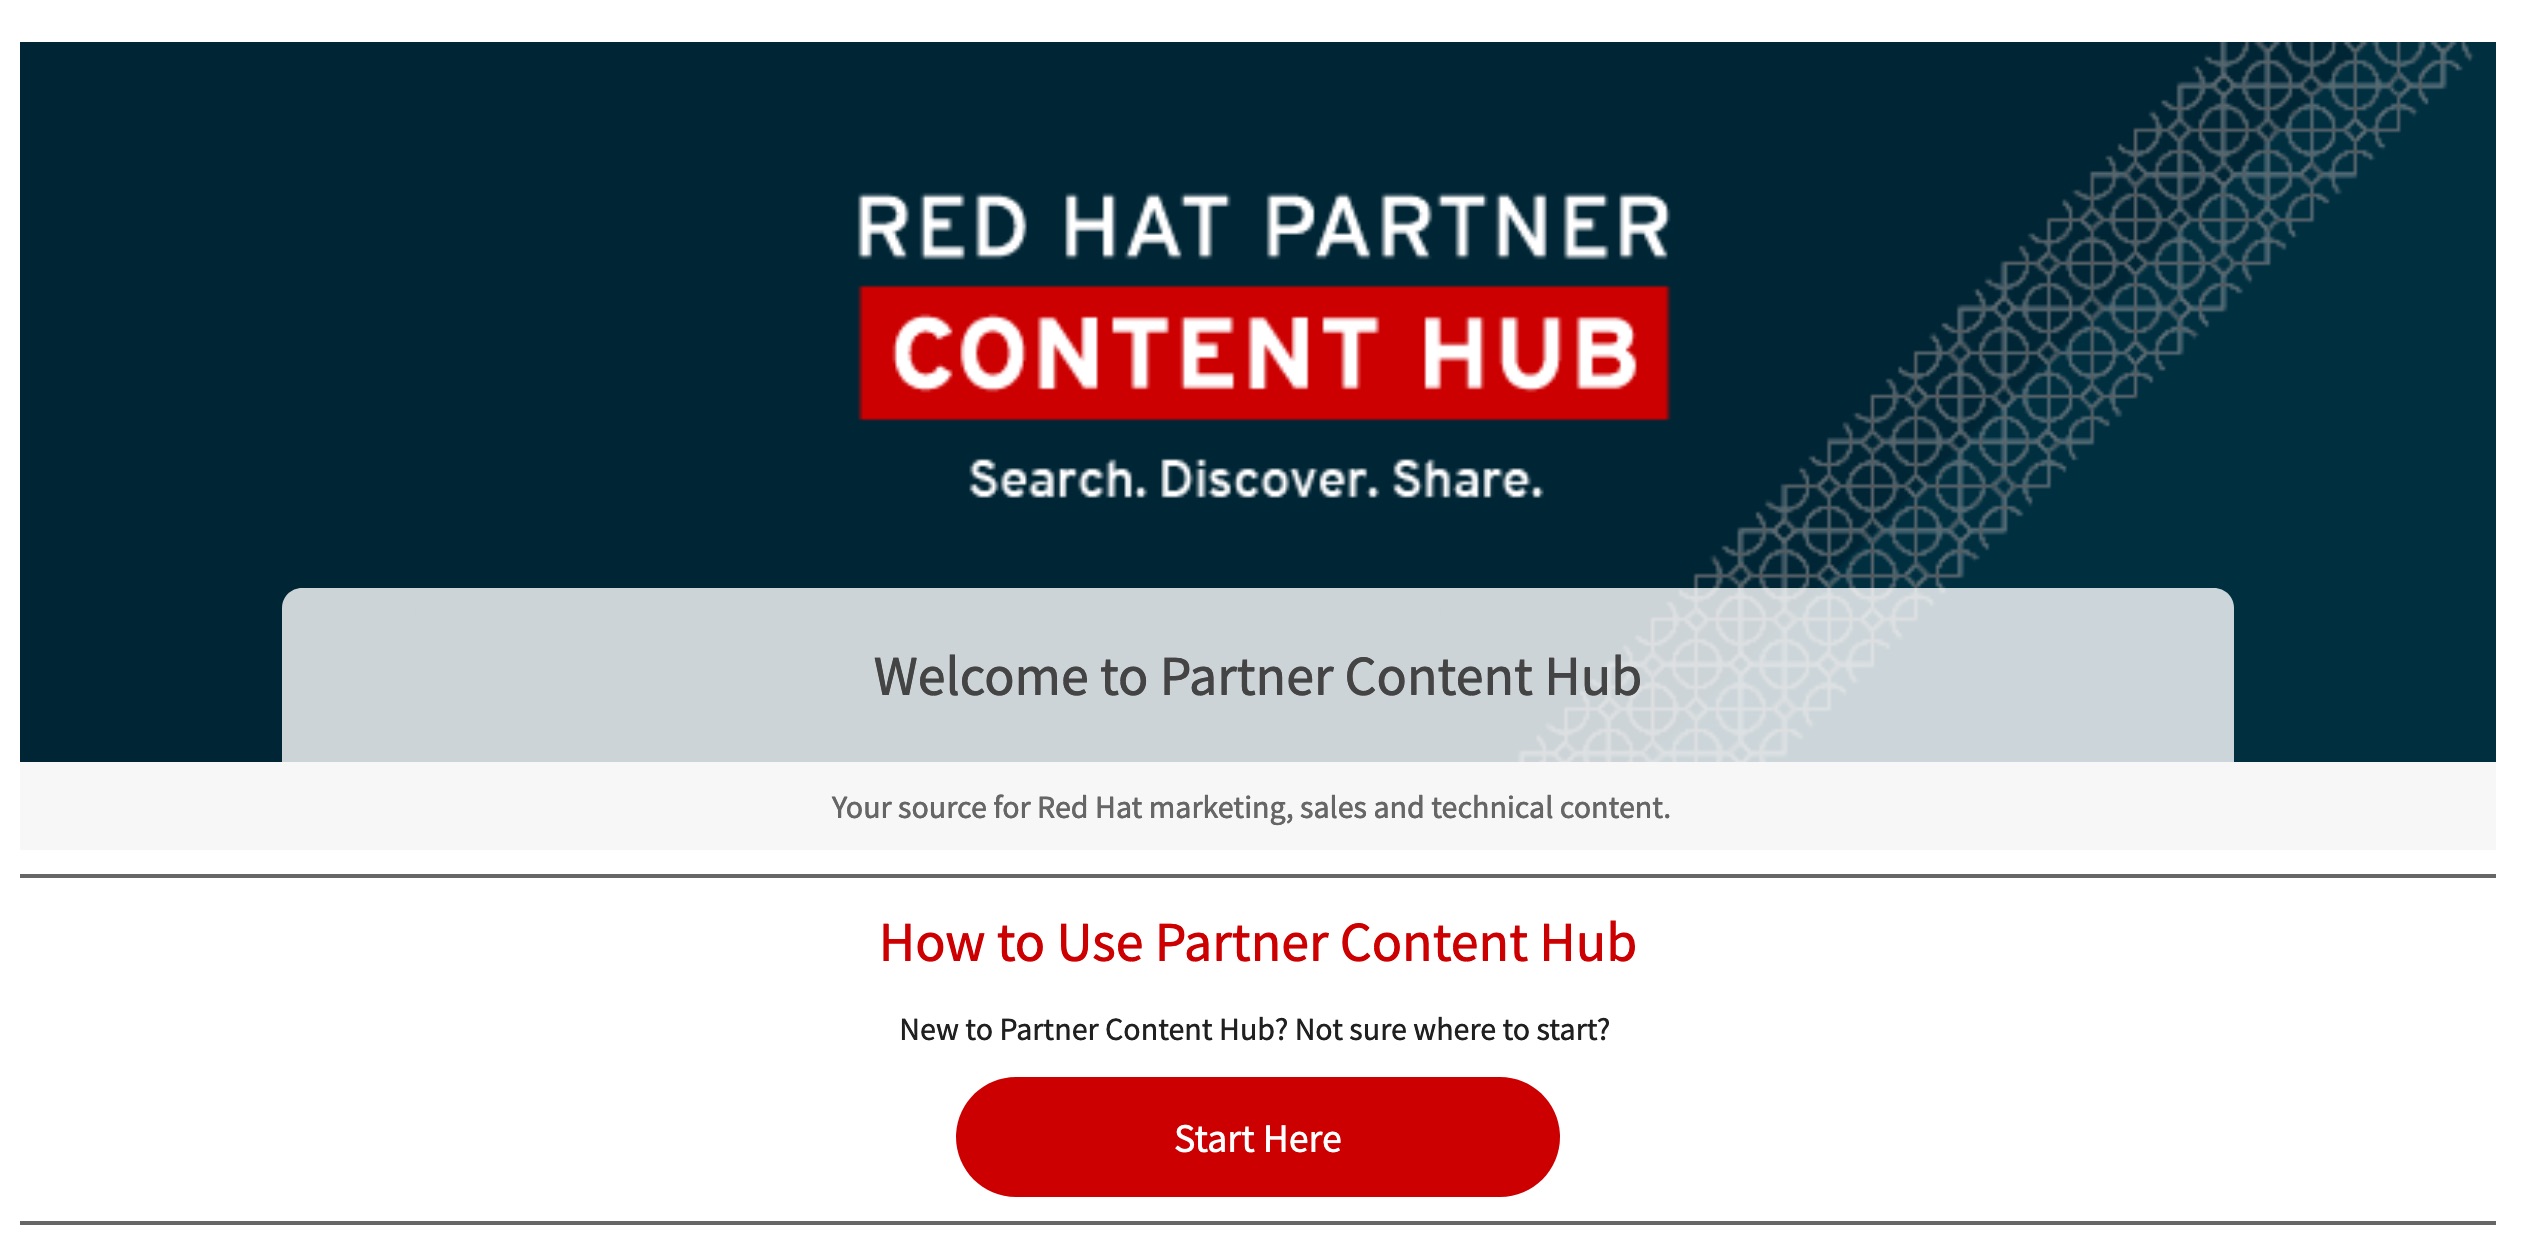 RED HAT PARTNER
CONTENT HUB
Search. Discover. Share.
Welcome to Partner Content Hub
Your source for Red Hat marketing, sales and technical content.
How to Use Partner Content Hub
New to Partner Content Hub? Not sure where to start?
Start Here